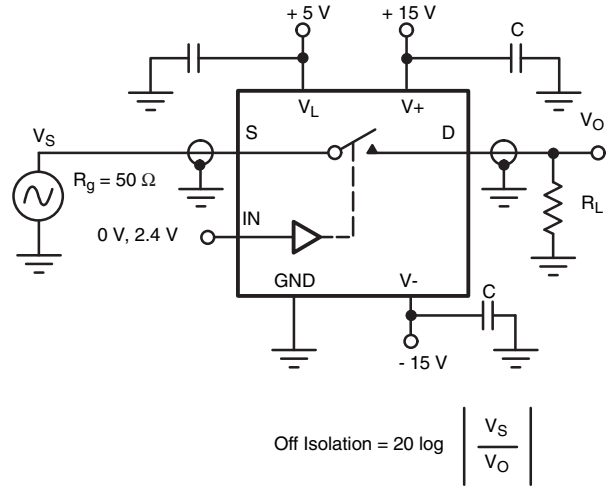 + 5 V
+ 15 V
C
V_L
V+
V_S
S
D
V_O
R_g = 50 Ω
R_L
IN
0 V, 2.4 V
GND
V-
C
- 15 V
Off Isolation = 20 log | V_S / V_O |